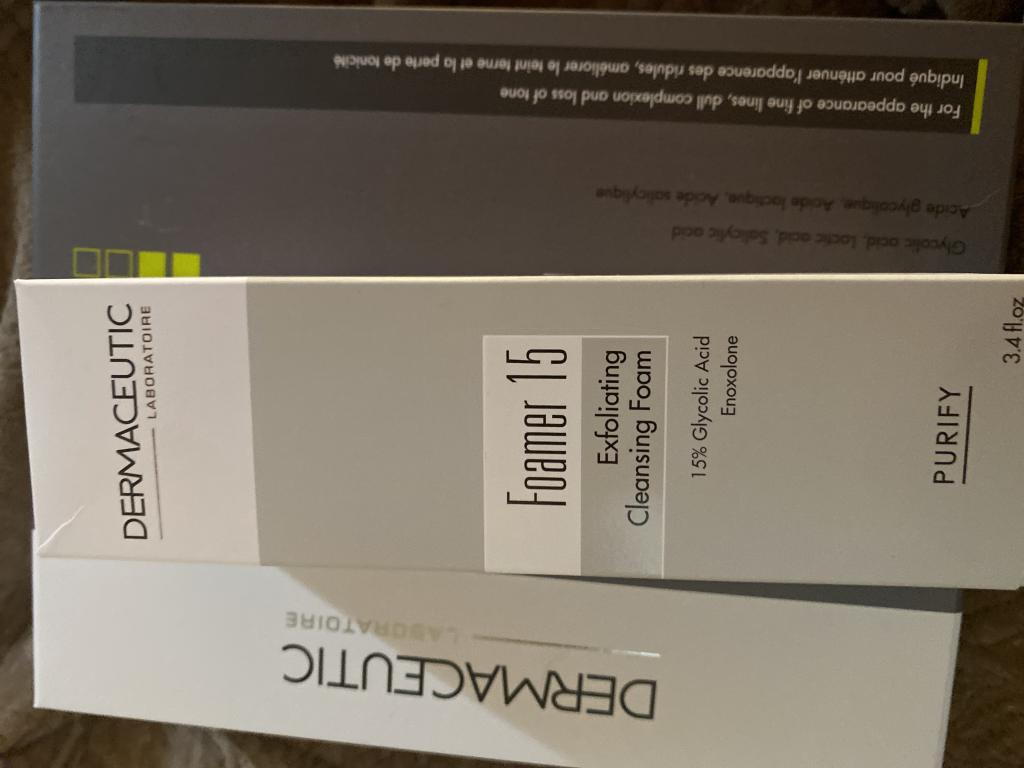 Indiqué pour atténuer l'apparence des ridules, améliorer le teint terne et la perte de tonicité
For the appearance of fine lines, dull complexion and loss of tone
Acide glycolique, Acide lactique, Acide salicylique
Glycolic acid, Lactic acid, Salicylic acid
DERMACEUTIC
LABORATOIRE
Foamer 15
Exfoliating
Cleansing Foam
15% Glycolic Acid
Enoxolone
PURIFY
3.4 fl.oz
DERMACEUTIC
LABORATOIRE